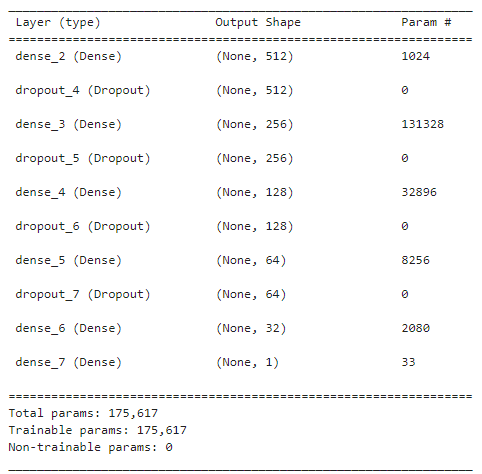 Layer (type) Output Shape Param #
dense_2 (Dense) (None, 512) 1024
dropout_4 (Dropout) (None, 512) 0
dense_3 (Dense) (None, 256) 131328
dropout_5 (Dropout) (None, 256) 0
dense_4 (Dense) (None, 128) 32896
dropout_6 (Dropout) (None, 128) 0
dense_5 (Dense) (None, 64) 8256
dropout_7 (Dropout) (None, 64) 0
dense_6 (Dense) (None, 32) 2080
dense_7 (Dense) (None, 1) 33
Total params: 175,617
Trainable params: 175,617
Non-trainable params: 0